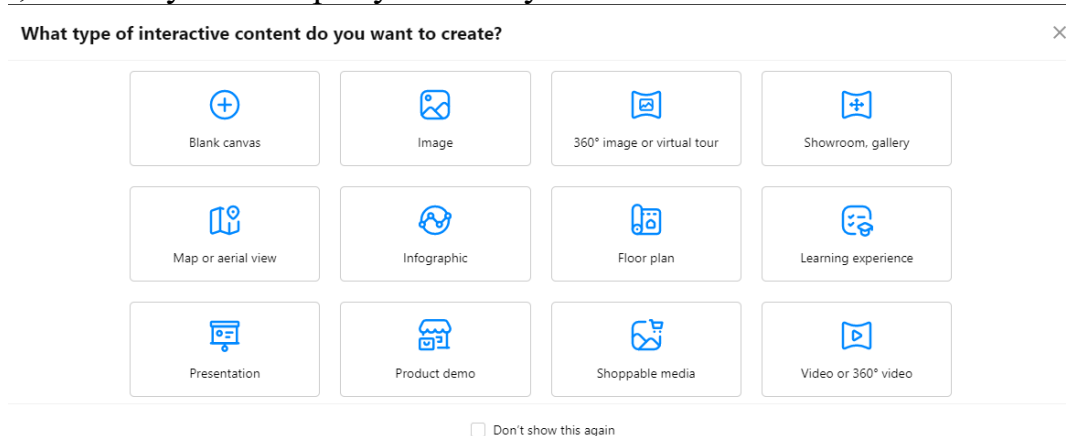 What type of interactive content do you want to create?
Blank canvas
Image
360° image or virtual tour
Showroom, gallery
Map or aerial view
Infographic
Floor plan
Learning experience
Presentation
Product demo
Shoppable media
Video or 360° video
Don't show this again